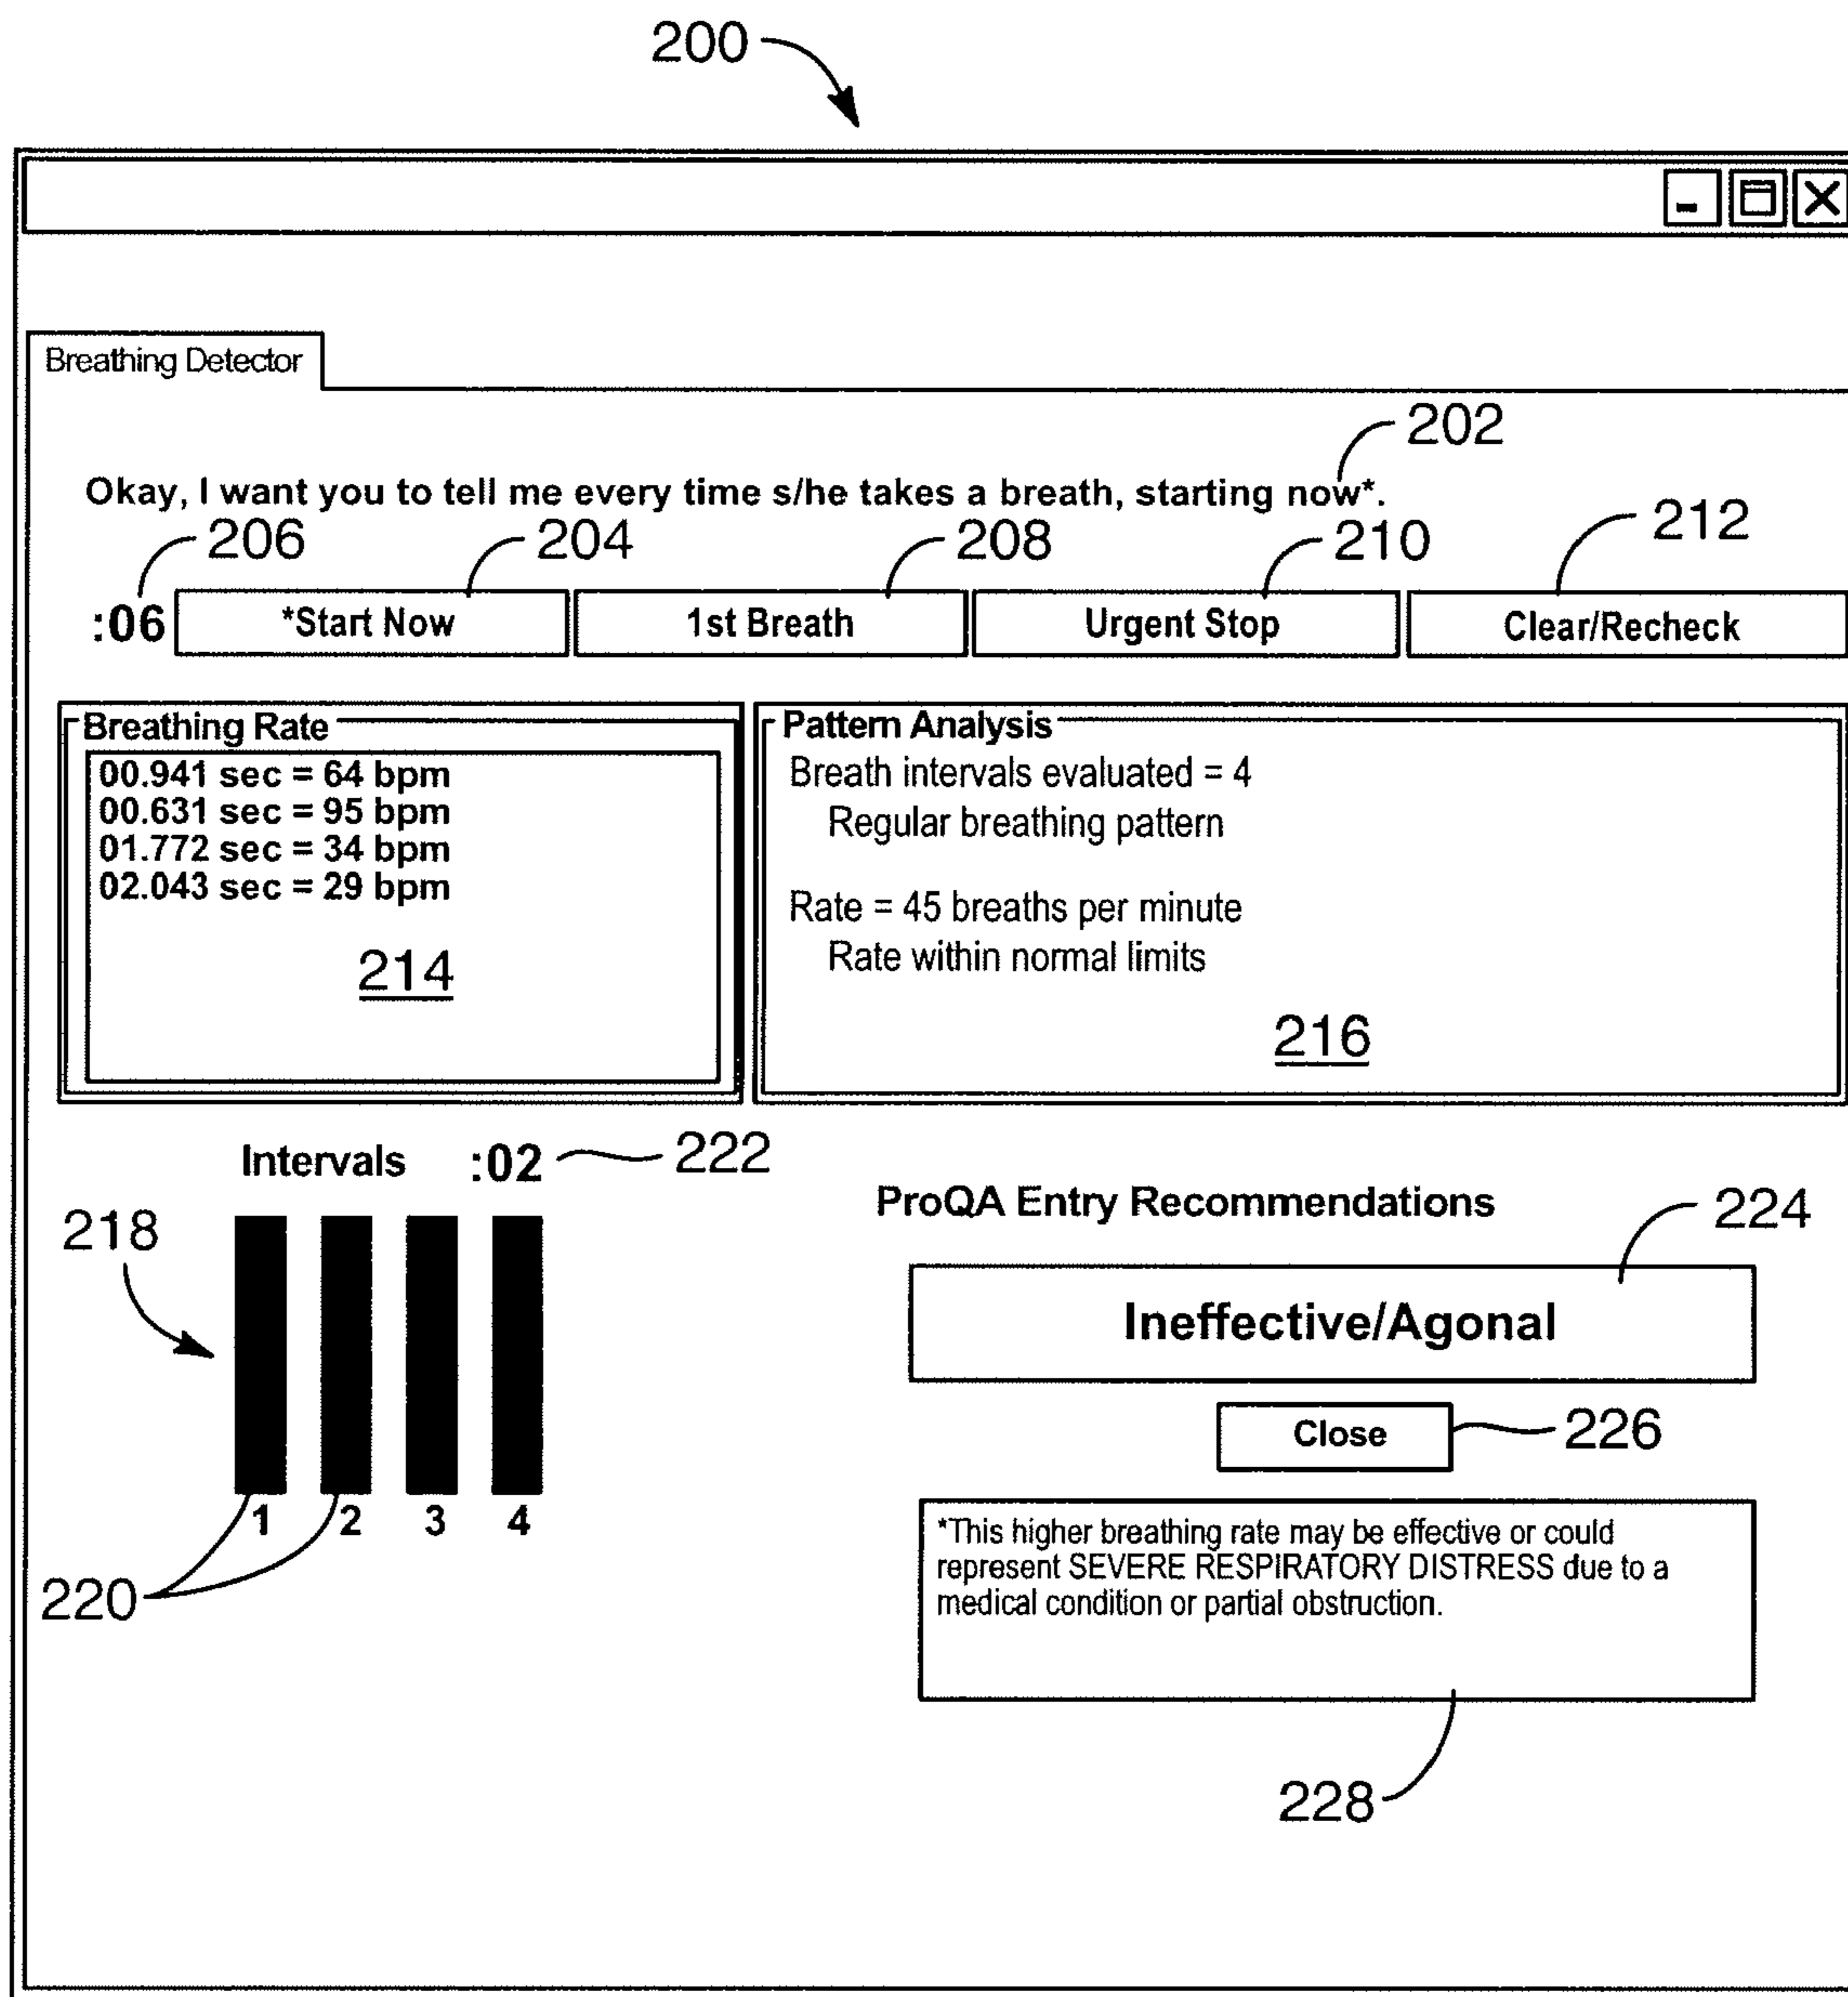 200
Breathing Detector
202
Okay, I want you to tell me every time s/he takes a breath, starting now*.
206 204 208 210 212
:06 *Start Now 1st Breath Urgent Stop Clear/Recheck
Breathing Rate
00.941 sec = 64 bpm
00.631 sec = 95 bpm
01.772 sec = 34 bpm
02.043 sec = 29 bpm
214
Pattern Analysis
Breath intervals evaluated = 4
Regular breathing pattern
Rate = 45 breaths per minute
Rate within normal limits
216
Intervals :02 222
218
1 2 3 4
220
ProQA Entry Recommendations
224
Ineffective/Agonal
Close 226
*This higher breathing rate may be effective or could
represent SEVERE RESPIRATORY DISTRESS due to a
medical condition or partial obstruction.
228